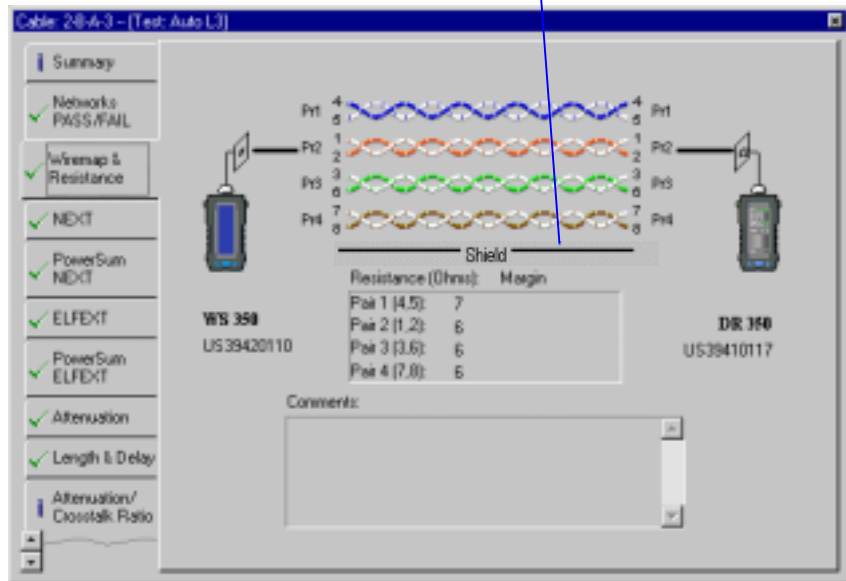 Cable: 2-B-A-3 – [Test: Auto L3]
i Summary
Networks
PASS/FAIL
Wiremap &
Resistance
NEXT
PowerSum
NEXT
ELFEXT
PowerSum
ELFEXT
Attenuation
Length & Delay
i Attenuation/
Crosstalk Ratio
Pr1 4 5 4 5 Pr1
Pr2 1 2 1 2 Pr2
Pr3 3 6 3 6 Pr3
Pr4 7 8 7 8 Pr4
Shield
Resistance (Ohms): Margin
Pair 1 (4,5): 7
Pair 2 (1,2): 6
Pair 3 (3,6): 6
Pair 4 (7,8): 6
WS 350
US39420110
DR 350
US39410117
Comments: